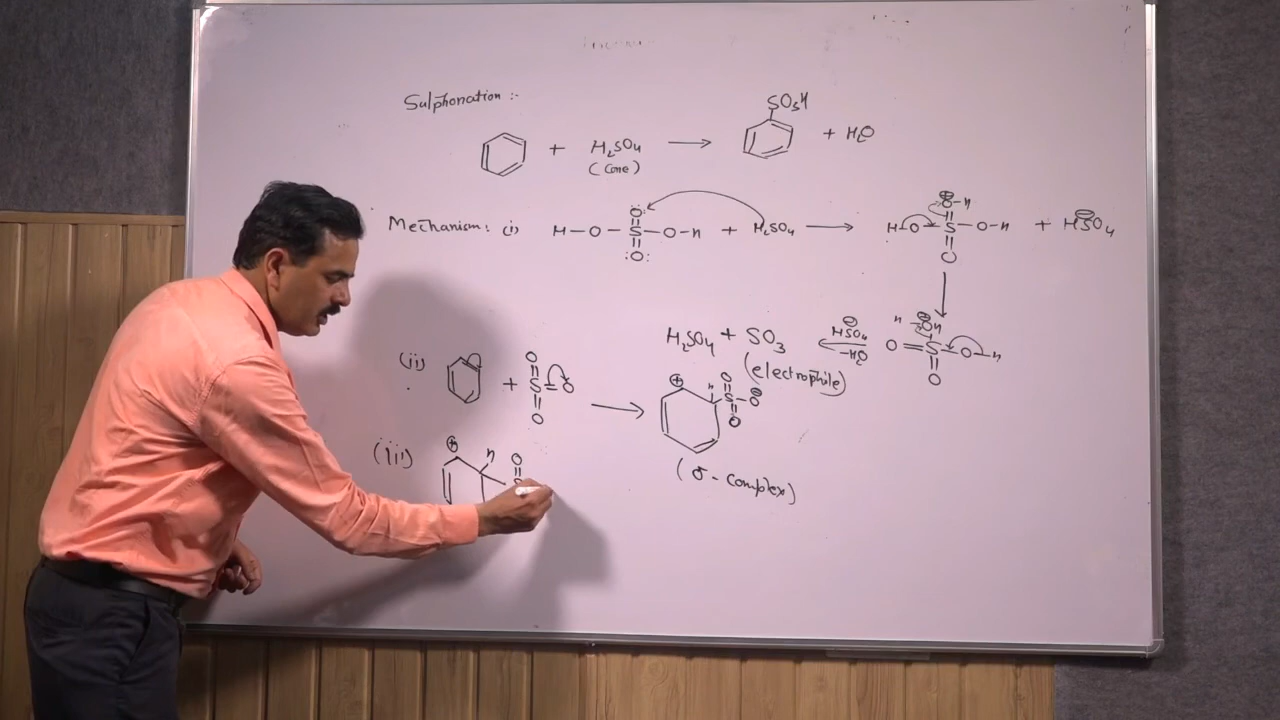 Sulphonation :-
SO3H
+ H2SO4 → + H2O
(Conc)
Mechanism: (i) H–O–S–O–H + H2SO4 → H–O–S–O–H + HSO4
H2SO4 + SO3 HSO4 –H2O O=S–O–H
(electrophile)
(ii) + S=O →
(iii)
(σ-complex)